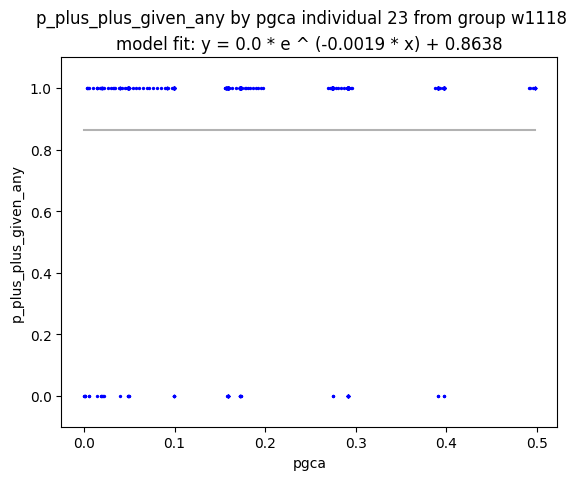 p_plus_plus_given_any by pgca individual 23 from group w1118
model fit: y = 0.0 * e ^ (-0.0019 * x) + 0.8638
1.0
0.8
0.6
0.4
0.2
0.0
p_plus_plus_given_any
0.0 0.1 0.2 0.3 0.4 0.5
pgca